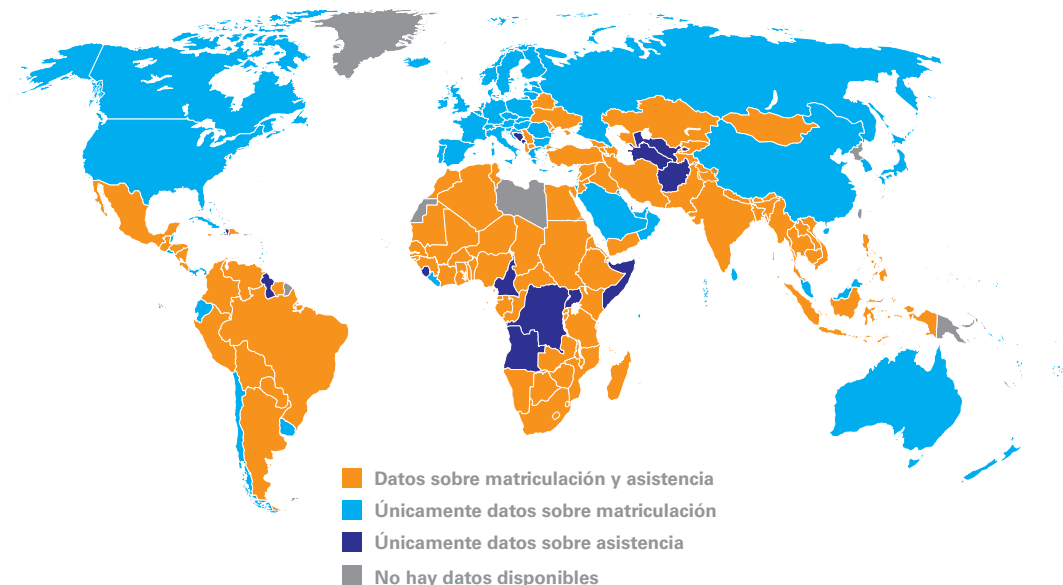 Datos sobre matriculación y asistencia
Únicamente datos sobre matriculación
Únicamente datos sobre asistencia
No hay datos disponibles